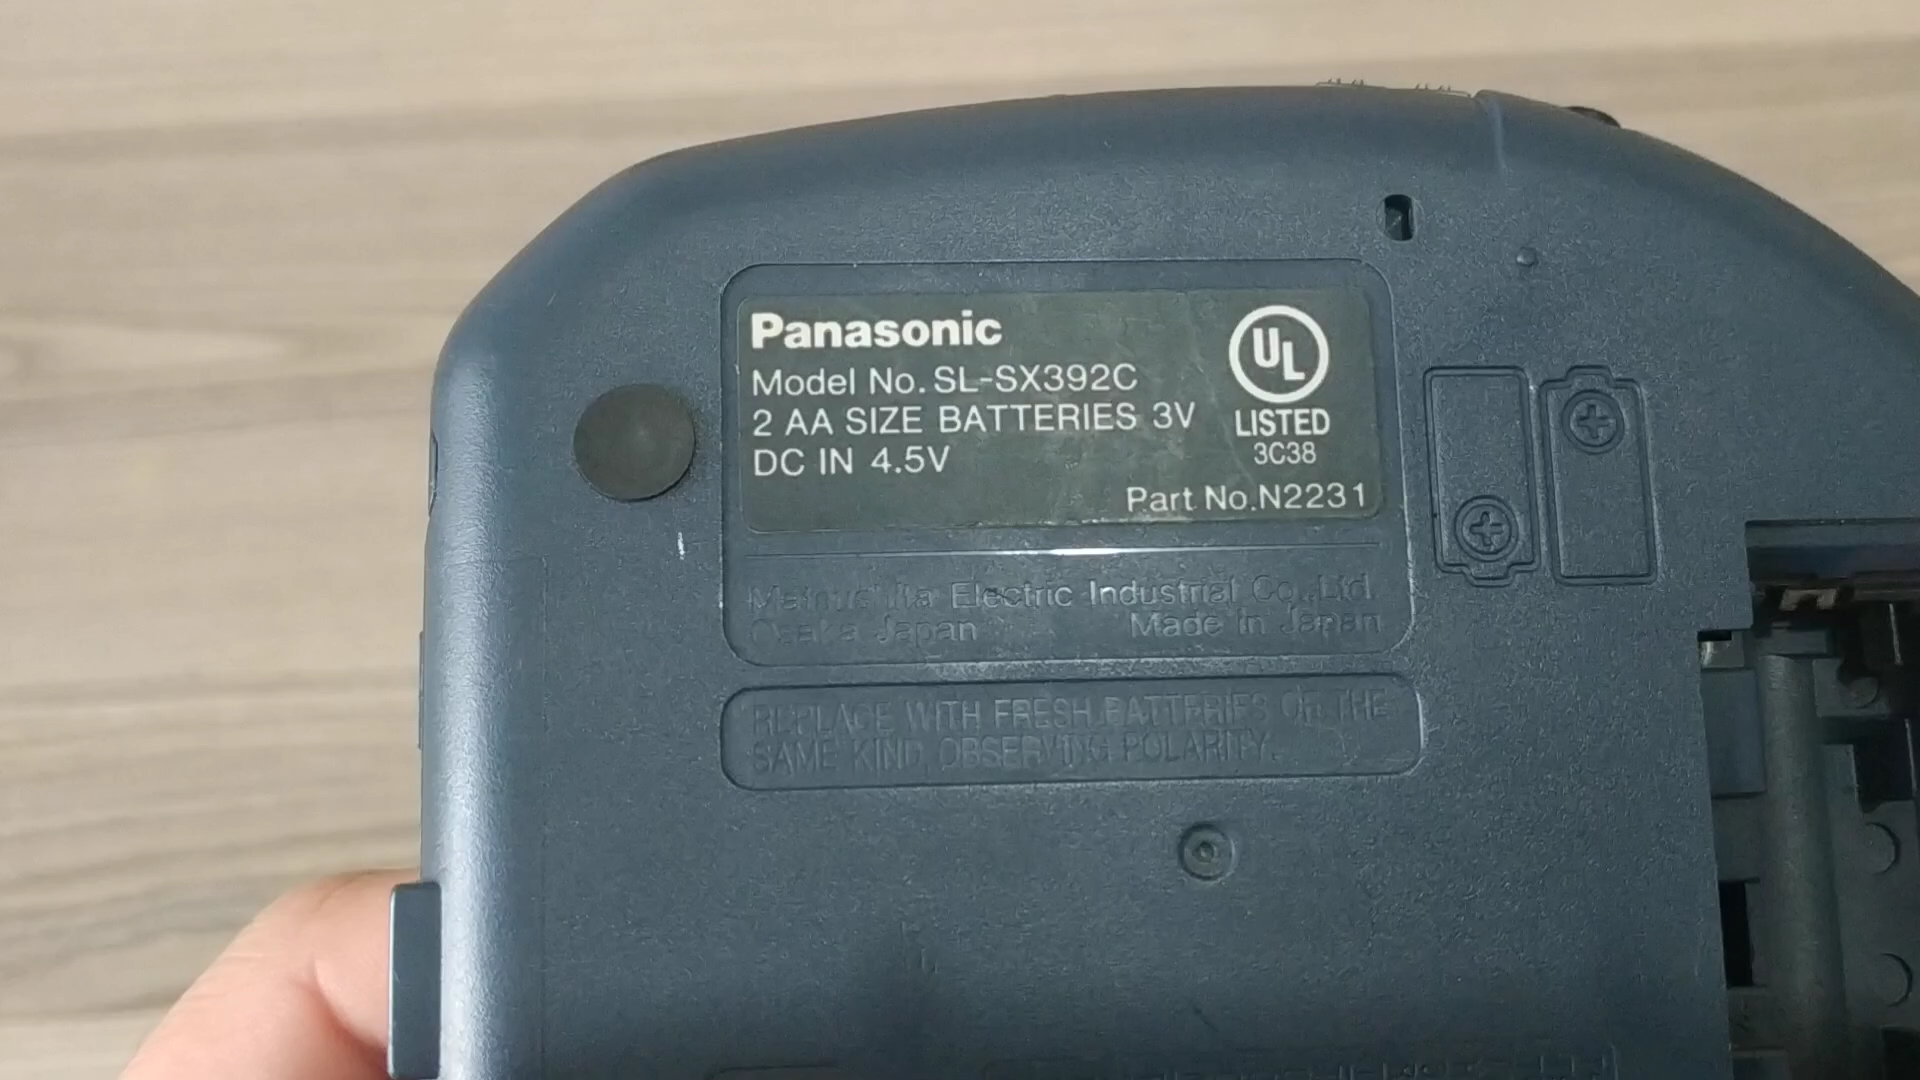 Panasonic
Model No. SL-SX392C
2 AA SIZE BATTERIES 3V
DC IN 4.5V
UL
LISTED
3C38
Part No.N2231
Matsushita Electric Industrial Co.,Ltd.
Osaka Japan Made in Japan
REPLACE WITH FRESH BATTERIES OF THE
SAME KIND, OBSERVING POLARITY.